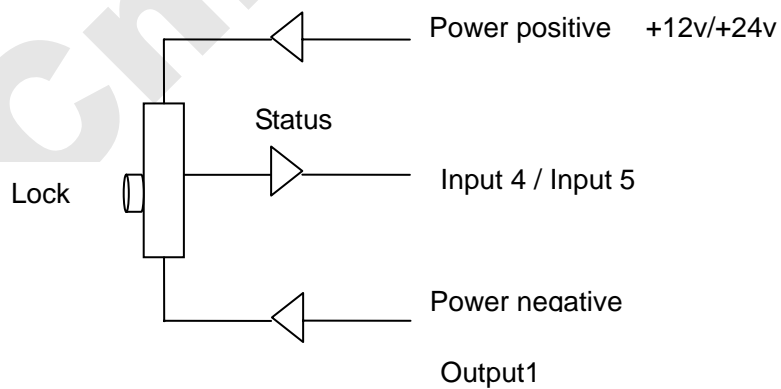 Power positive +12v/+24v
Status
Lock
Input 4 / Input 5
Power negative
Output1